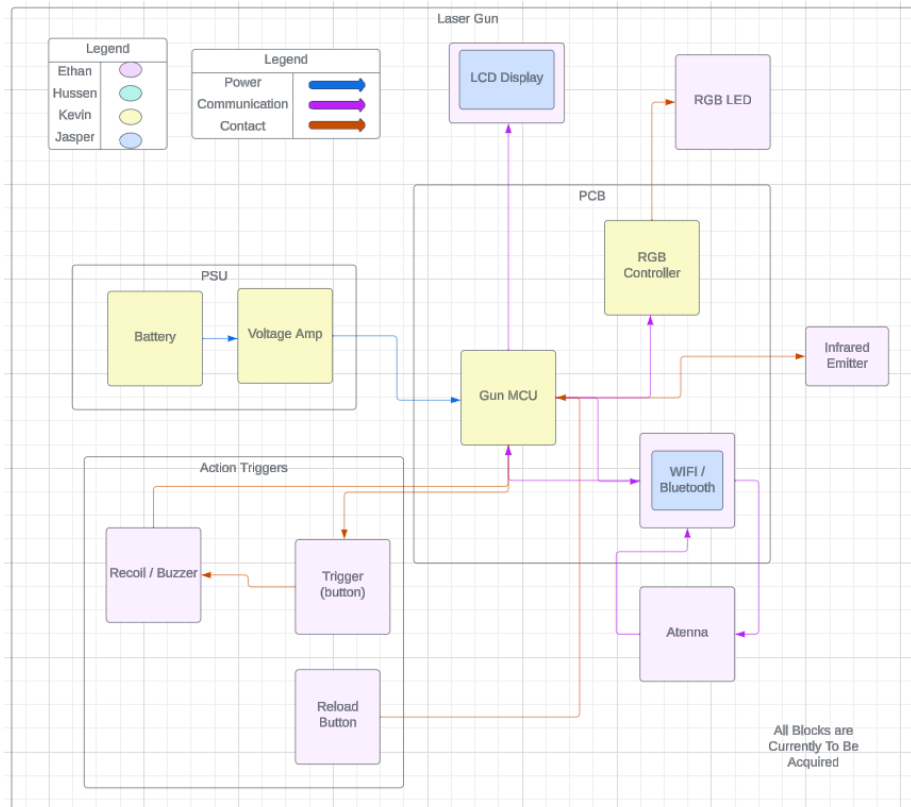 Laser Gun
Legend
Ethan
Hussen
Kevin
Jasper
Legend
Power
Communication
Contact
LCD Display
RGB LED
PCB
RGB
Controller
PSU
Battery
Voltage Amp
Gun MCU
Infrared
Emitter
Action Triggers
WIFI /
Bluetooth
Recoil / Buzzer
Trigger
(button)
Atenna
Reload
Button
All Blocks are
Currently To Be
Acquired